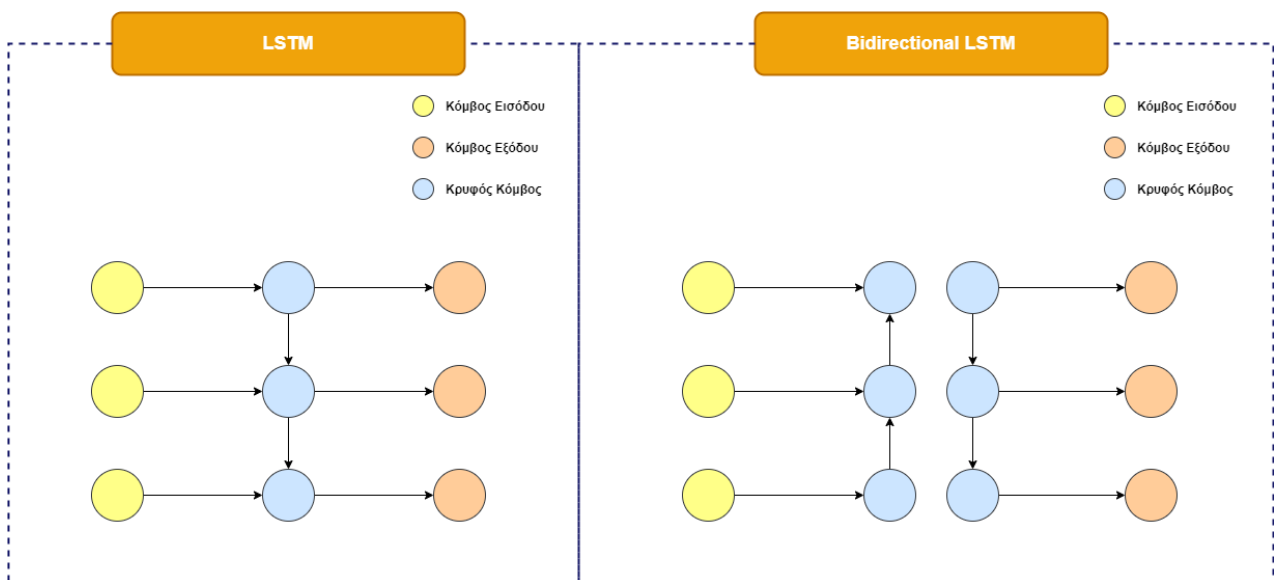 LSTM
Κόμβος Εισόδου
Κόμβος Εξόδου
Κρυφός Κόμβος
Bidirectional LSTM
Κόμβος Εισόδου
Κόμβος Εξόδου
Κρυφός Κόμβος